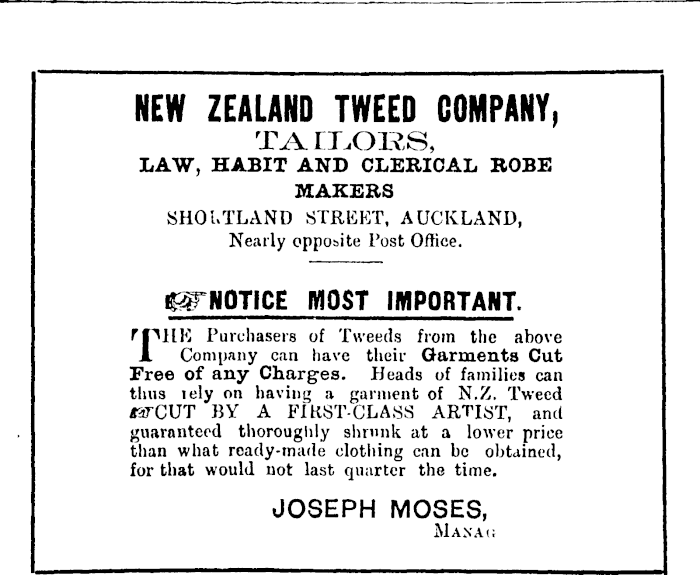 NEW ZEALAND TWEED COMPANY,
TAILORS,
LAW, HABIT AND CLERICAL ROBE
MAKERS
SHORTLAND STREET, AUCKLAND,
Nearly opposite Post Office.
NOTICE MOST IMPORTANT.
THE Purchasers of Tweeds from the above
Company can have their Garments Cut
Free of any Charges. Heads of families can
thus rely on having a garment of N.Z. Tweed
CUT BY A FIRST-CLASS ARTIST, and
guaranteed thoroughly shrunk at a lower price
than what ready-made clothing can be obtained,
for that would not last quarter the time.
JOSEPH MOSES,
MANAG